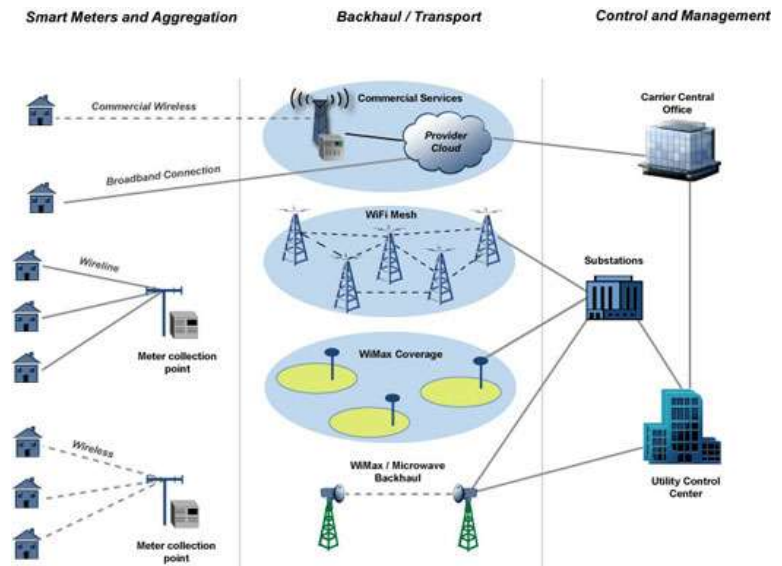 Smart Meters and Aggregation
Backhaul / Transport
Control and Management
Commercial Wireless
Commercial Services
Provider
Cloud
Carrier Central
Office
Broadband Connection
WiFi Mesh
Wireline
Substations
Meter collection
point
WiMax Coverage
Wireless
WiMax / Microwave
Backhaul
Utility Control
Center
Meter collection
point